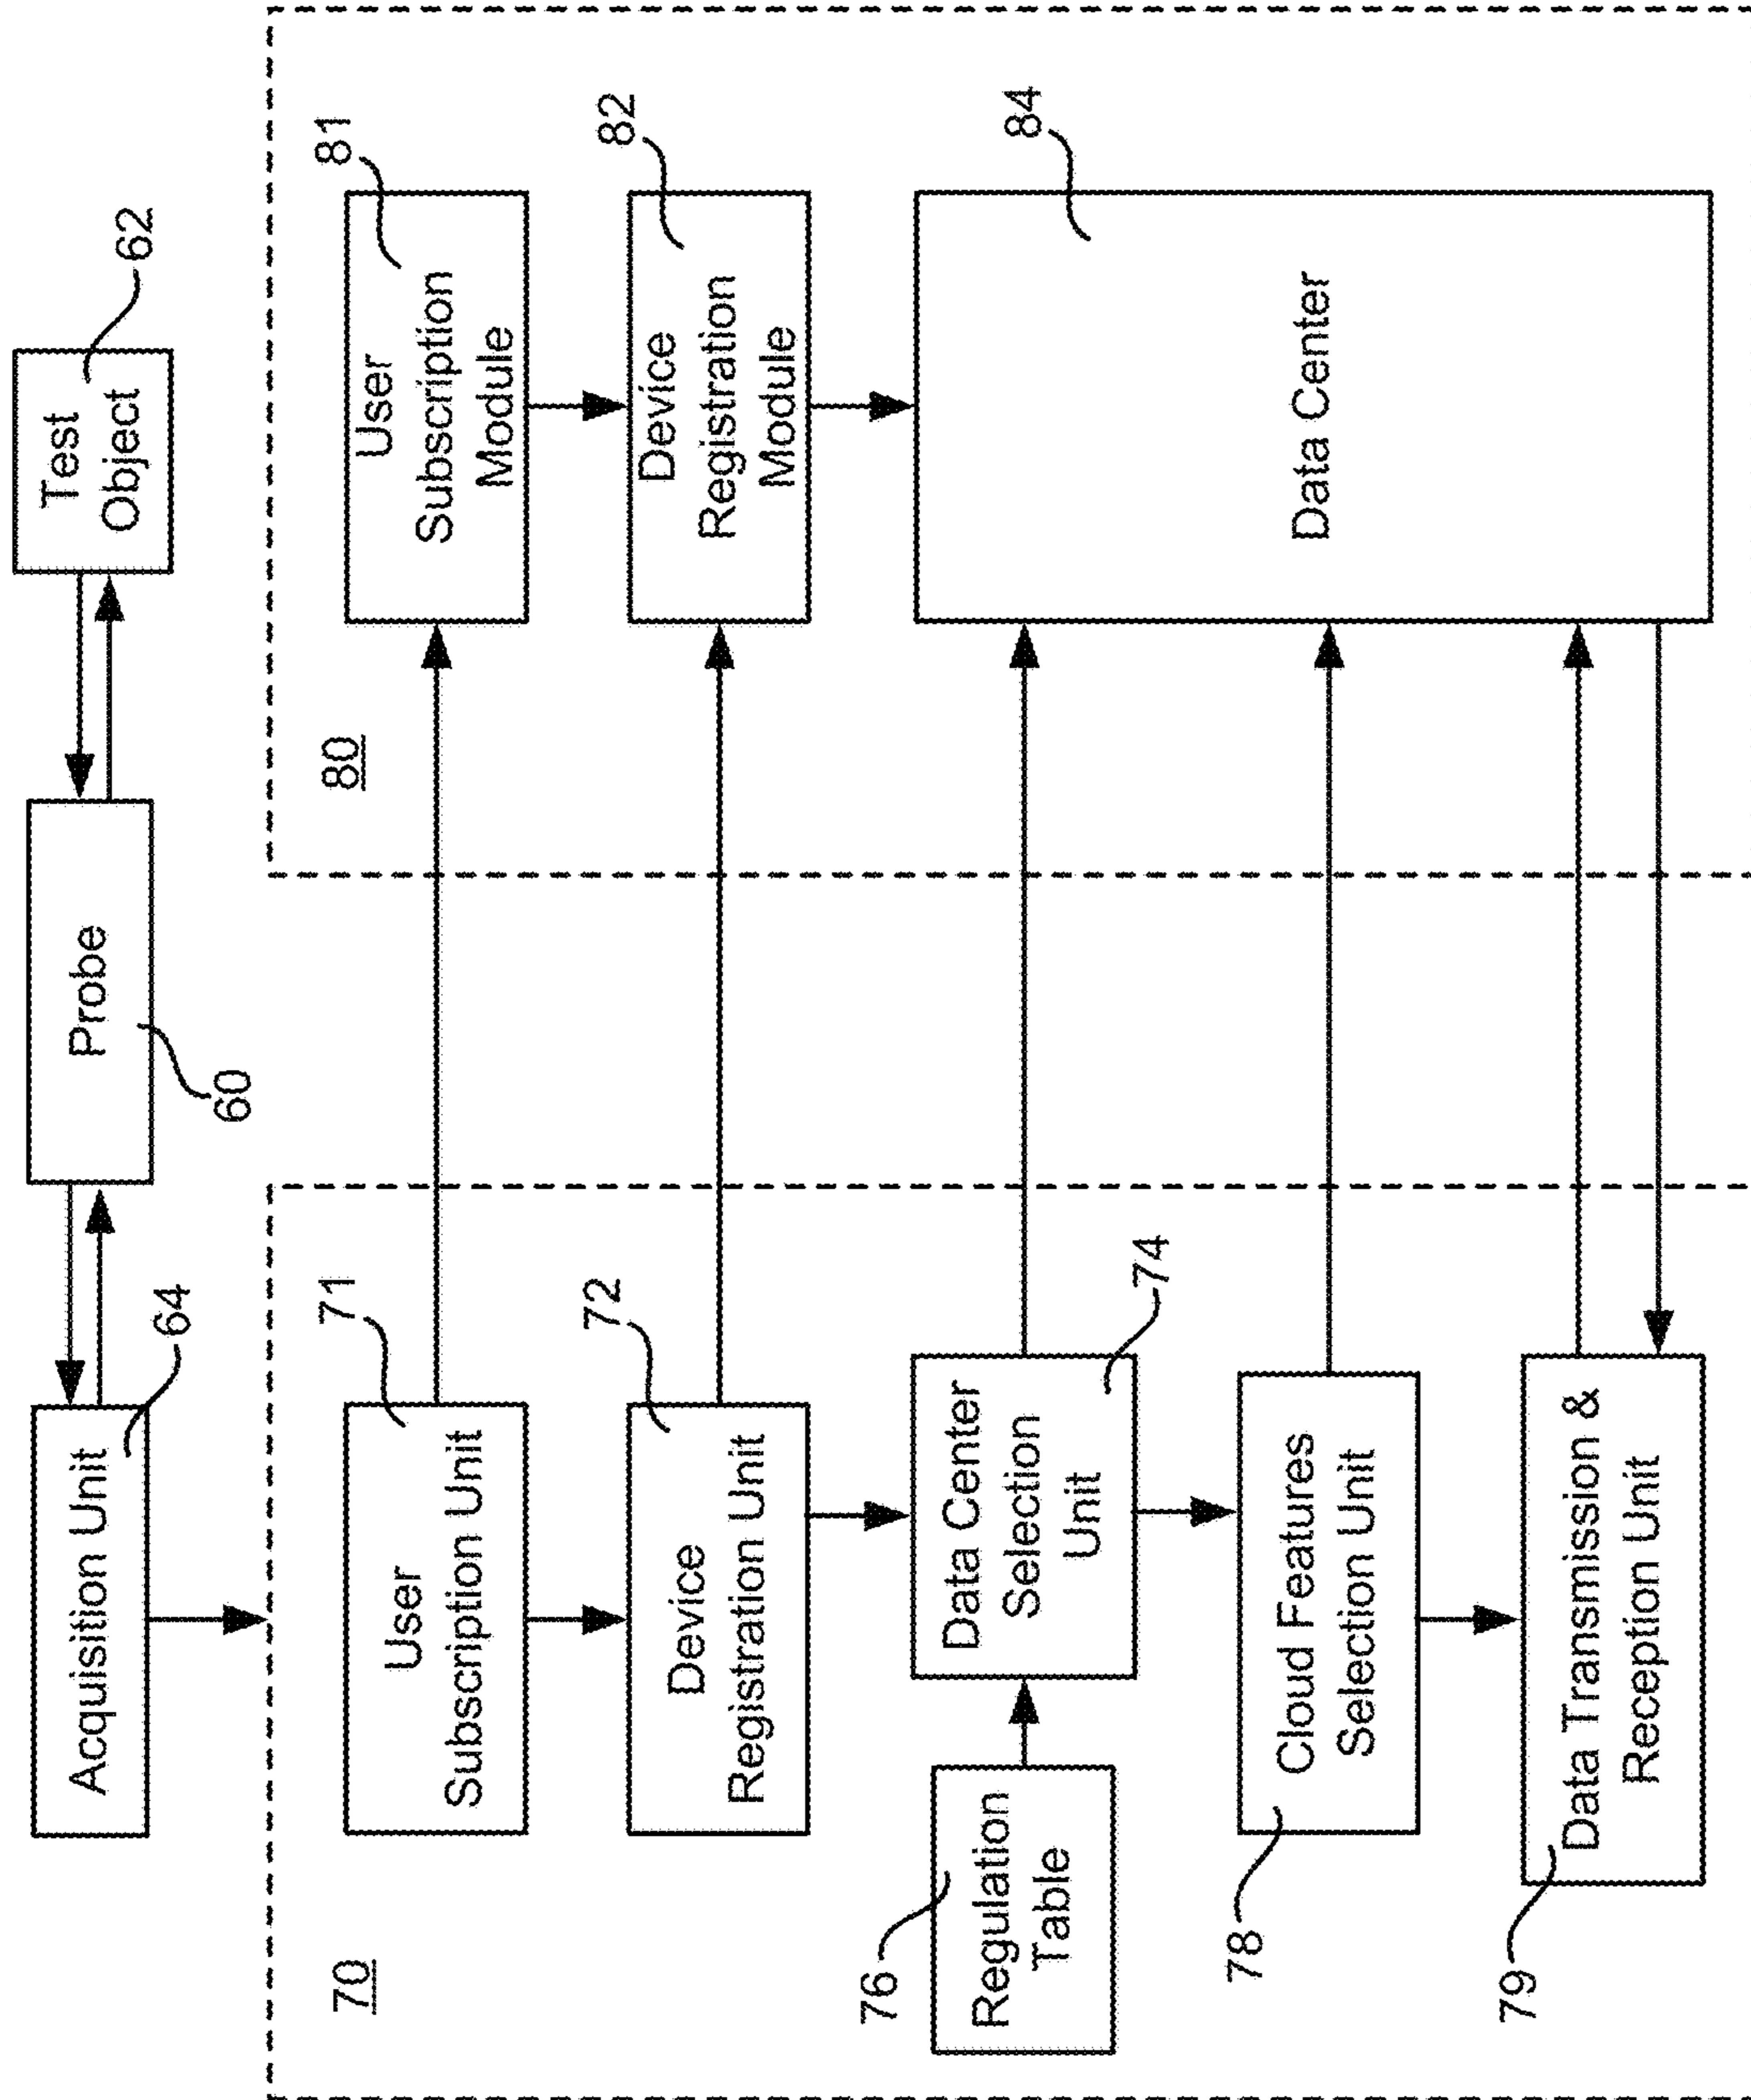 Acquisition Unit
64
Probe
60
Test
Object
62
70
User
Subscription Unit
71
Device
Registration Unit
72
Regulation
Table
76
Data Center
Selection
Unit
74
Cloud Features
Selection Unit
78
Data Transmission &
Reception Unit
79
80
User
Subscription
Module
81
Device
Registration
Module
82
Data Center
84